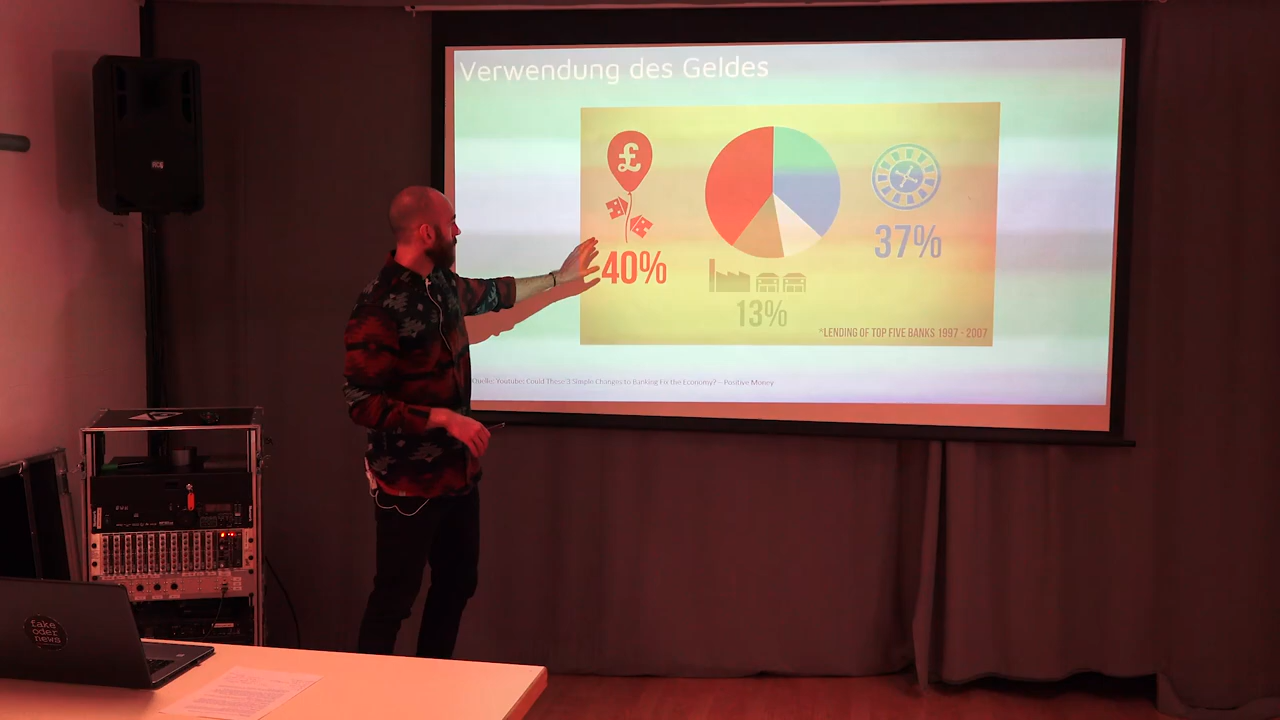 Verwendung des Geldes
£
40%
37%
13%
*LENDING OF TOP FIVE BANKS 1997 - 2007
Quelle: Youtube: Could These 3 Simple Changes to Banking Fix the Economy? – Positive Money
fake
oder
news